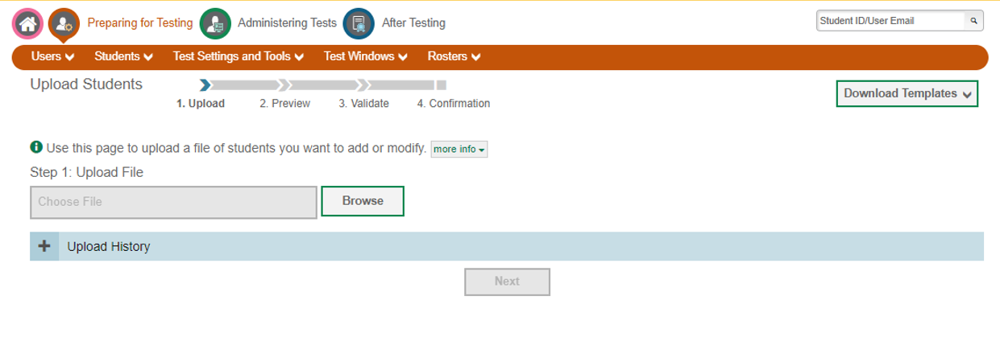 Preparing for Testing Administering Tests After Testing Student ID/User Email
Users Students Test Settings and Tools Test Windows Rosters
Upload Students
1. Upload 2. Preview 3. Validate 4. Confirmation
Download Templates
Use this page to upload a file of students you want to add or modify. more info
Step 1: Upload File
Choose File Browse
Upload History
Next